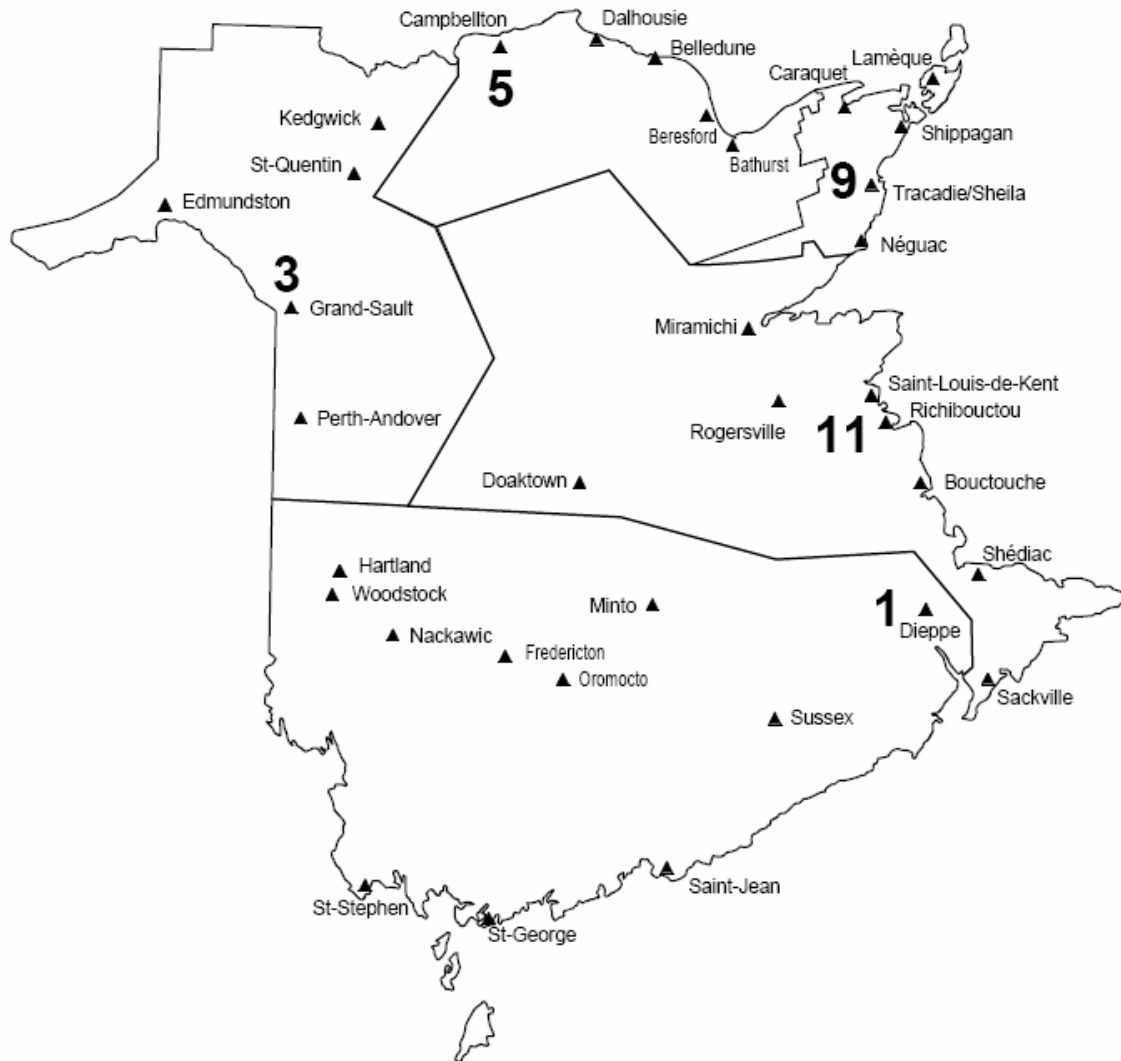 Campbellton
Dalhousie
Belledune
Lamèque
Caraquet
5
Kedgwick
Beresford
Shippagan
Bathurst
St-Quentin
9
Tracadie/Sheila
Edmundston
Néguac
3
Grand-Sault
Miramichi
Saint-Louis-de-Kent
Perth-Andover
Richibouctou
Rogersville
11
Doaktown
Bouctouche
Shédiac
Hartland
Woodstock
Minto
1
Dieppe
Nackawic
Fredericton
Oromocto
Sackville
Sussex
Saint-Jean
St-Stephen
St-George